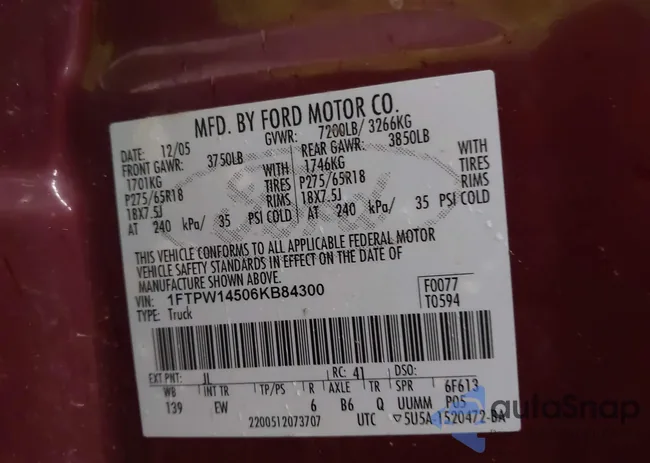 MFD. BY FORD MOTOR CO.
DATE: 12/05 GVWR: 7200LB/ 3266KG
FRONT GAWR: 3750LB REAR GAWR: 3850LB
1701KG WITH 1746KG WITH
P275/65R18 TIRES P275/65R18 TIRES
18X7.5J RIMS 18X7.5J RIMS
AT 240 kPa/ 35 PSI COLD AT 240 kPa/ 35 PSI COLD
THIS VEHICLE CONFORMS TO ALL APPLICABLE FEDERAL MOTOR
VEHICLE SAFETY STANDARDS IN EFFECT ON THE DATE OF
MANUFACTURE SHOWN ABOVE.
VIN: 1FTPW14506KB84300 F0077
TYPE: Truck T0594
EXT PNT: JL RC: 41 DSO:
WB INT TR TP/PS R AXLE TR SPR 6F613
139 EW 6 B6 Q UUMM P05
2200512073707 UTC ▽5U5A 1520472-BA
autoSnap